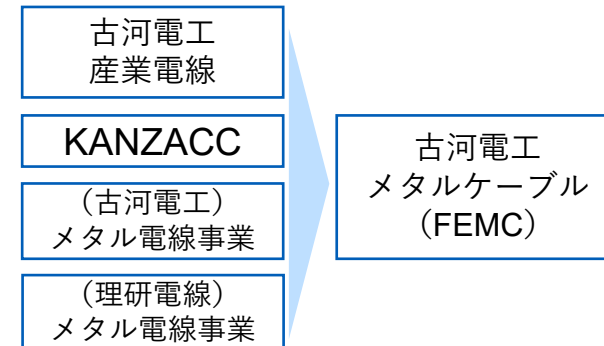 古河電工
産業電線
KANZACC
（古河電工）
メタル電線事業
（理研電線）
メタル電線事業
古河電工
メタルケーブル
（FEMC）